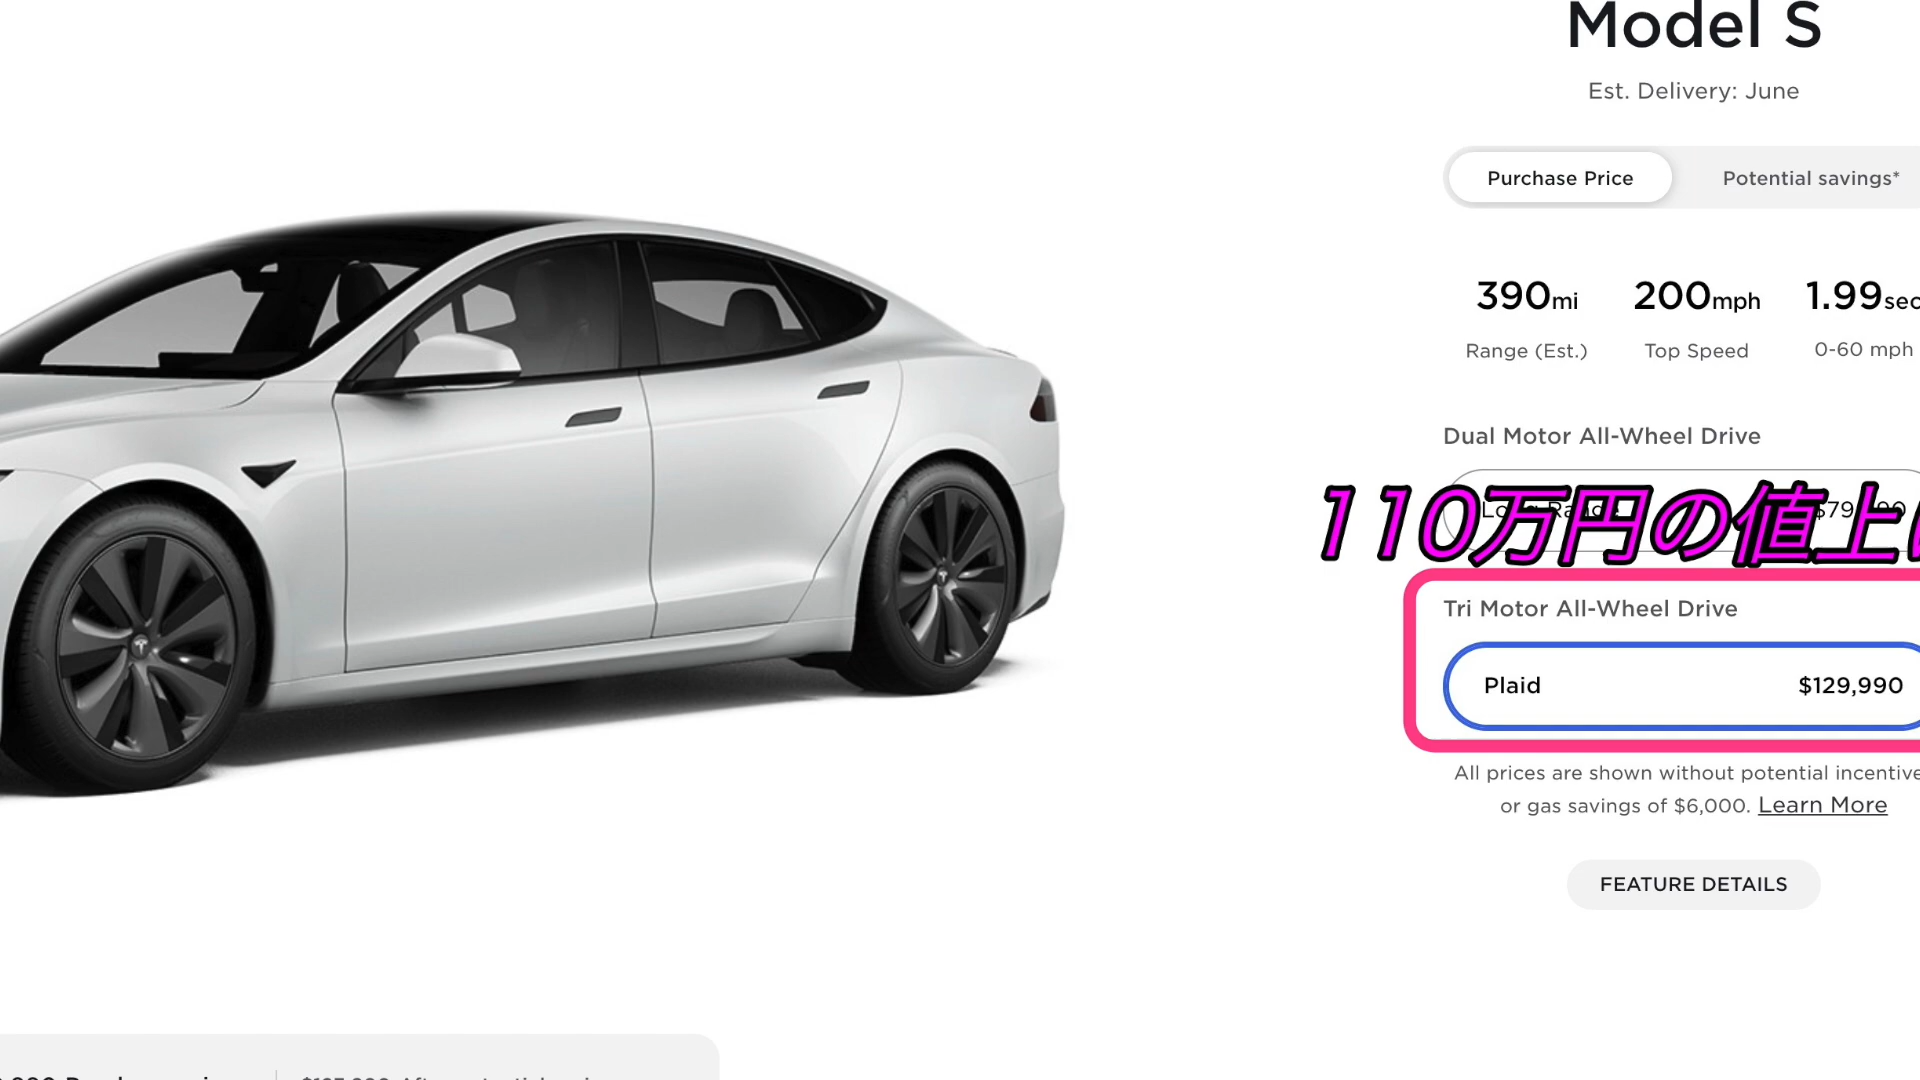 Model S
Est. Delivery: June
Purchase Price
Potential savings*
390mi
200mph
1.99sec
Range (Est.)
Top Speed
0-60 mph
Dual Motor All-Wheel Drive
110万円の値上
Tri Motor All-Wheel Drive
Plaid
$129,990
All prices are shown without potential incentive
or gas savings of $6,000. Learn More
FEATURE DETAILS